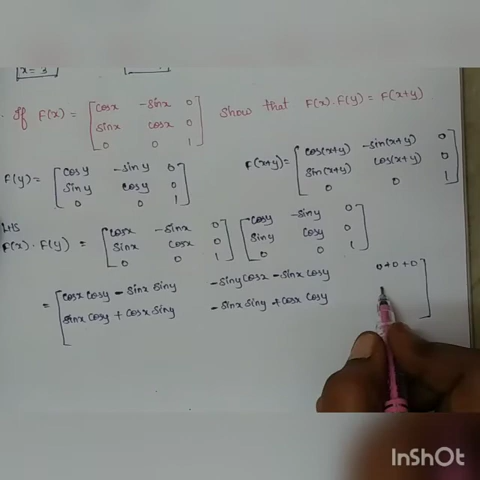 x = 3
If F(x) = [cosx -sinx 0
sinx cosx 0
0 0 1] Show that F(x).F(y) = F(x+y)
F(y) = [cosy -siny 0
siny cosy 0
0 0 1]
F(x+y) = [cos(x+y) -sin(x+y) 0
sin(x+y) cos(x+y) 0
0 0 1]
LHS
F(x).F(y) = [cosx -sinx 0
sinx cosx 0
0 0 1] [cosy -siny 0
siny cosy 0
0 0 1]
= [cosx cosy - sinx siny -siny cosx - sinx cosy 0+0+0
sinx cosy + cosx siny -sinx siny + cosx cosy]
InShOt